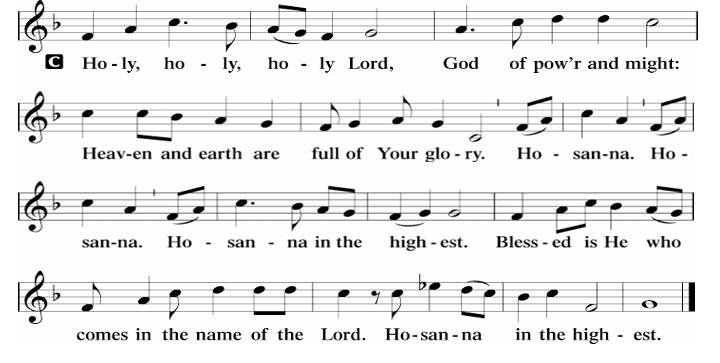 C Ho - ly, ho - ly, ho - ly Lord, God of pow'r and might:
Heav-en and earth are full of Your glo - ry. Ho - san-na. Ho -
san-na. Ho - san - na in the high - est. Bless - ed is He who
comes in the name of the Lord. Ho-san-na in the high - est.